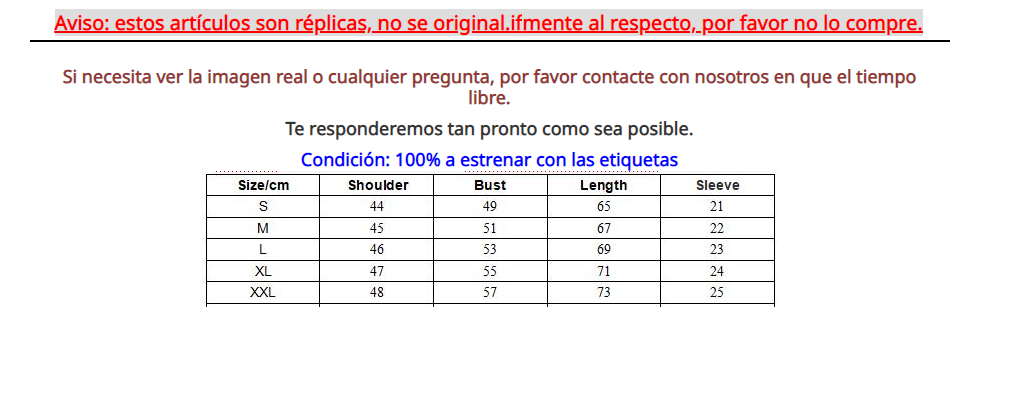 Aviso: estos artículos son réplicas, no se original.ifmente al respecto, por favor no lo compre.
Si necesita ver la imagen real o cualquier pregunta, por favor contacte con nosotros en que el tiempo
libre.
Te responderemos tan pronto como sea posible.
Condición: 100% a estrenar con las etiquetas
Size/cm Shoulder Bust Length Sleeve
S 44 49 65 21
M 45 51 67 22
L 46 53 69 23
XL 47 55 71 24
XXL 48 57 73 25